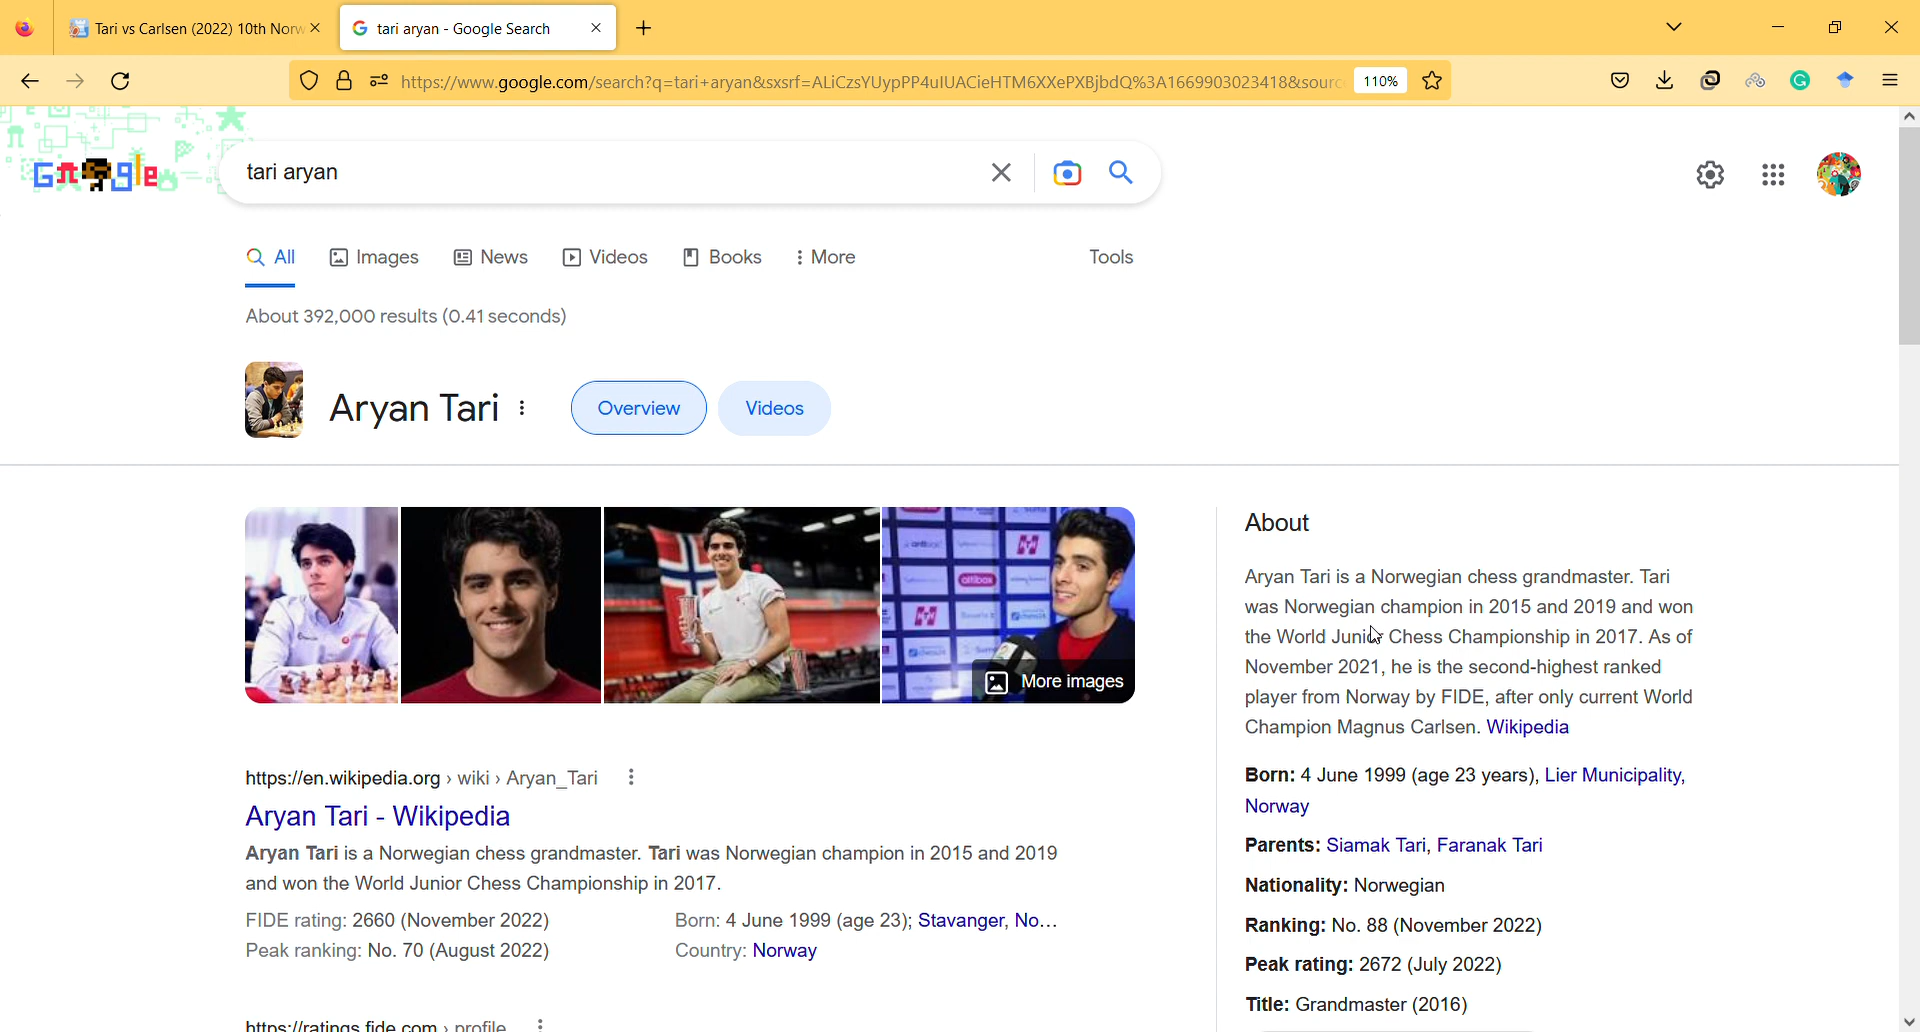 Tari vs Carlsen (2022) 10th Norw
tari aryan - Google Search
https://www.google.com/search?q=tari+aryan&sxsrf=ALiCzsYUypPP4uIUACieHTM6XXePXBjbdQ%3A1669903023418&sourc
110%
Google
tari aryan
All
Images
News
Videos
Books
More
Tools
About 392,000 results (0.41 seconds)
Aryan Tari
Overview
Videos
altibox
More images
https://en.wikipedia.org › wiki › Aryan_Tari
Aryan Tari - Wikipedia
Aryan Tari is a Norwegian chess grandmaster. Tari was Norwegian champion in 2015 and 2019
and won the World Junior Chess Championship in 2017.
FIDE rating: 2660 (November 2022)
Born: 4 June 1999 (age 23); Stavanger, No...
Peak ranking: No. 70 (August 2022)
Country: Norway
https://ratings.fide.com › profile
About
Aryan Tari is a Norwegian chess grandmaster. Tari
was Norwegian champion in 2015 and 2019 and won
the World Junior Chess Championship in 2017. As of
November 2021, he is the second-highest ranked
player from Norway by FIDE, after only current World
Champion Magnus Carlsen. Wikipedia
Born: 4 June 1999 (age 23 years), Lier Municipality,
Norway
Parents: Siamak Tari, Faranak Tari
Nationality: Norwegian
Ranking: No. 88 (November 2022)
Peak rating: 2672 (July 2022)
Title: Grandmaster (2016)